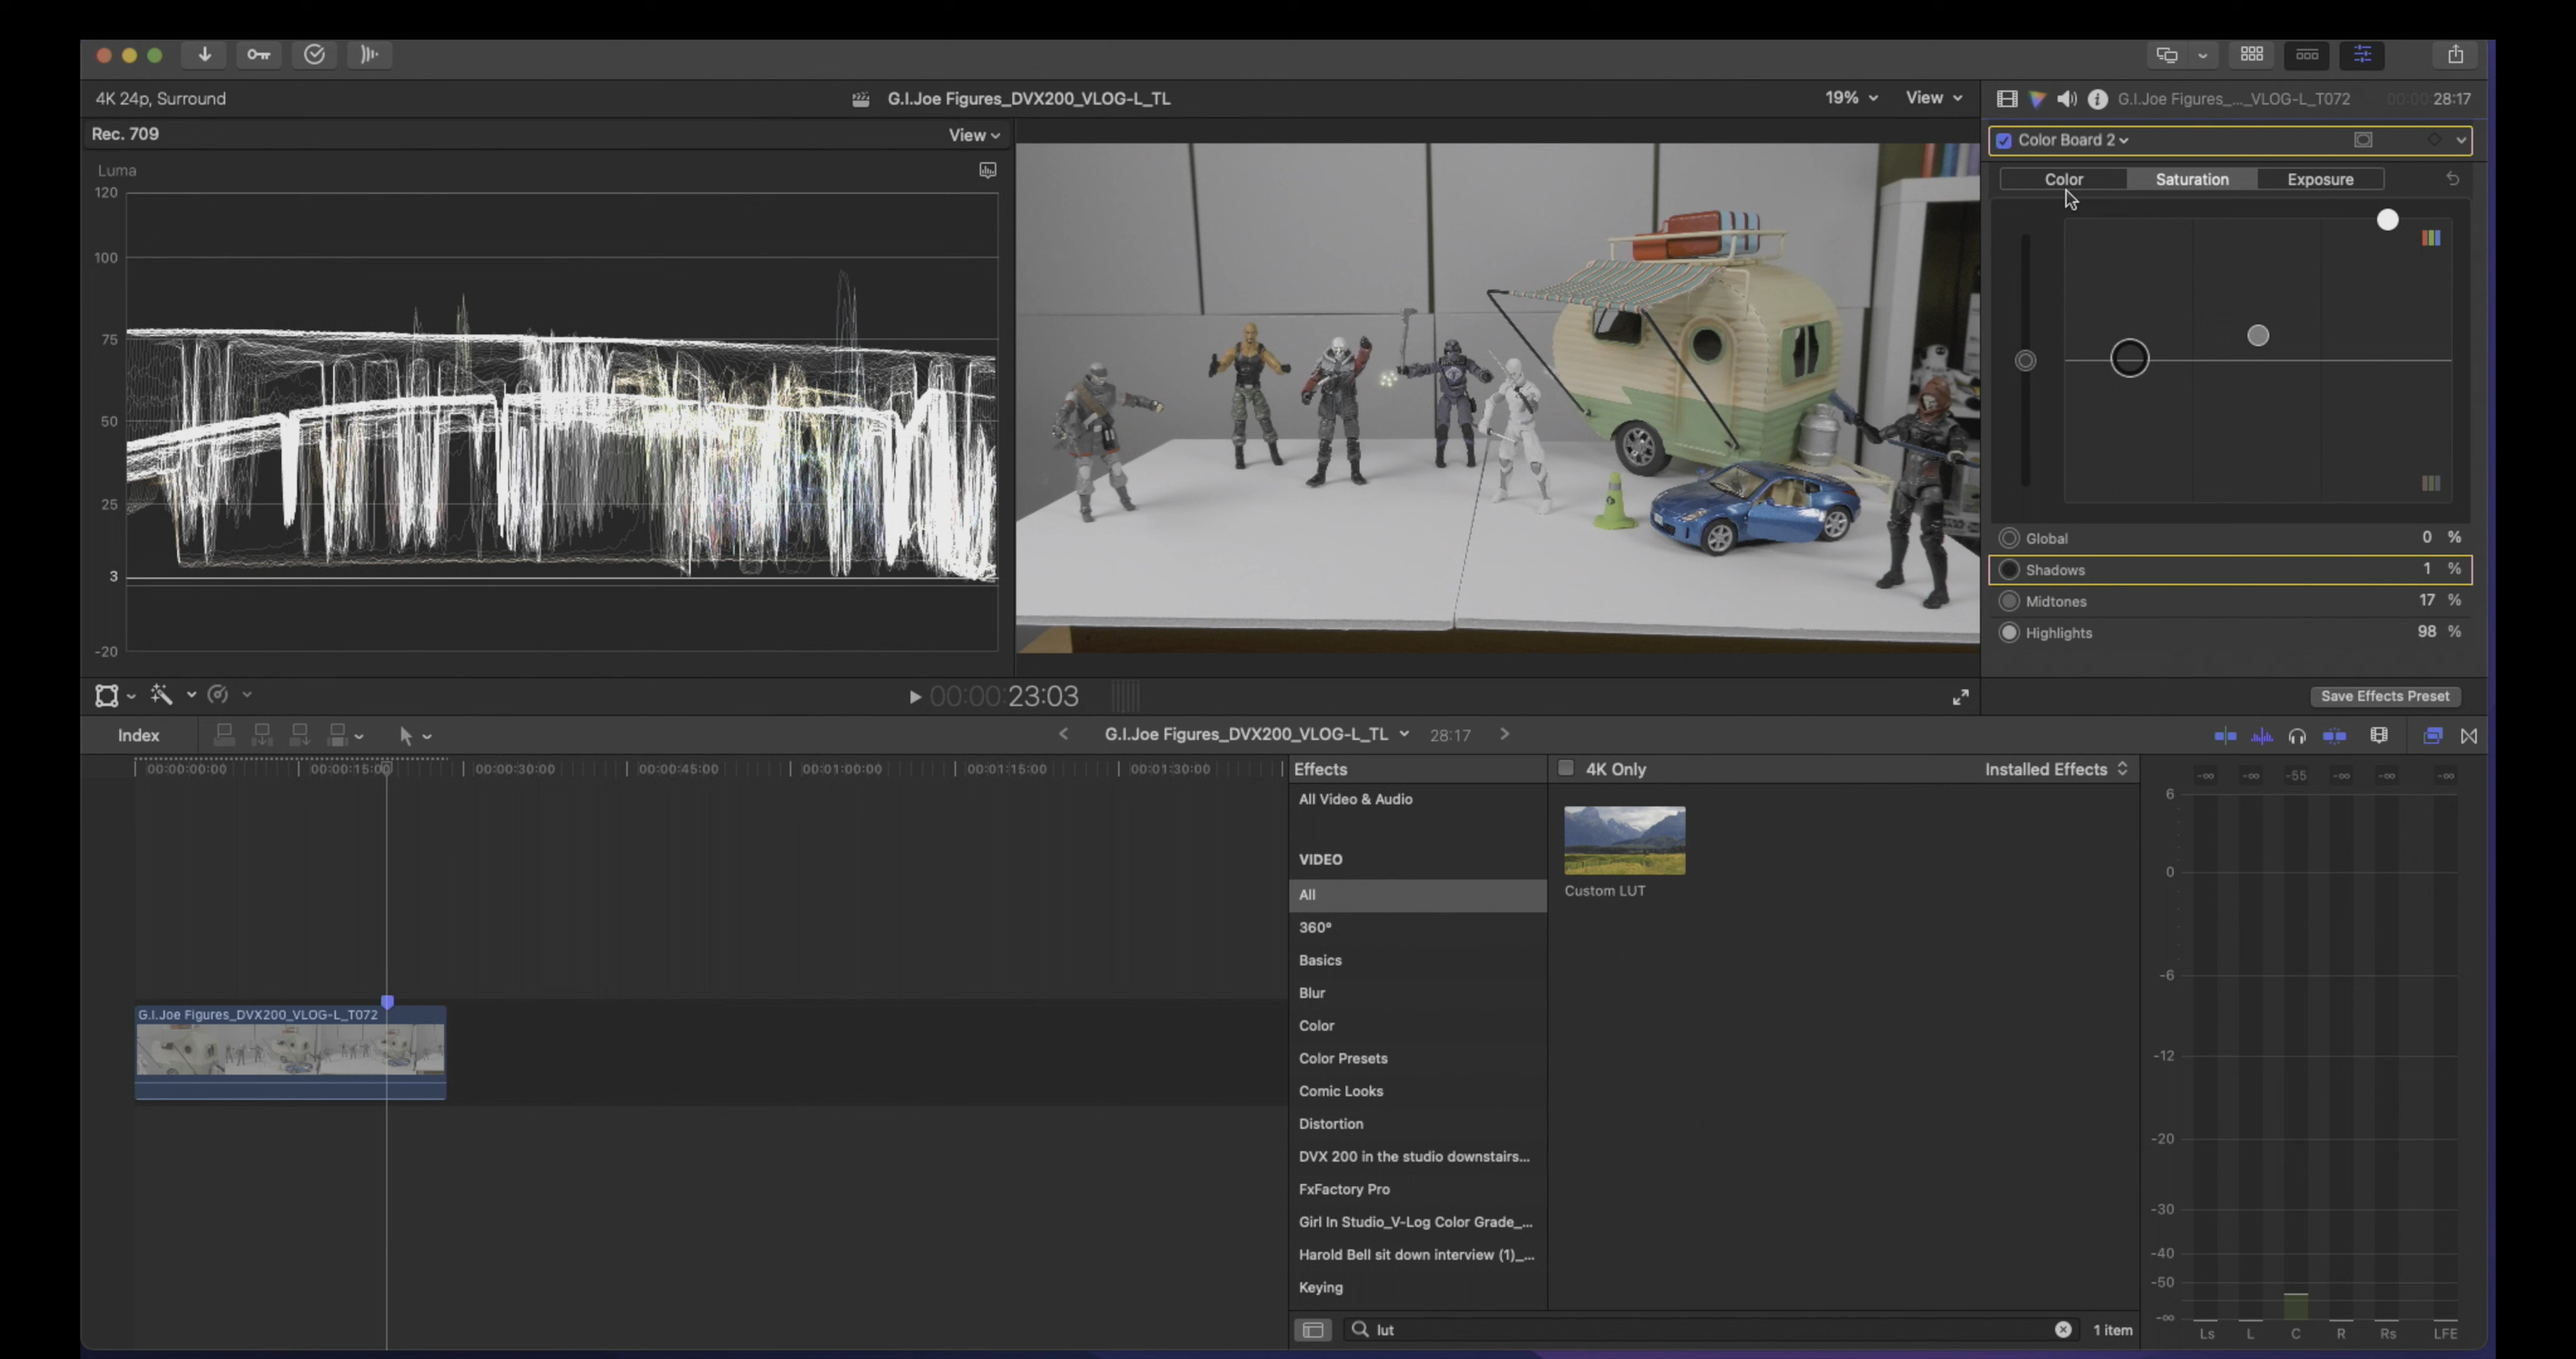 4K 24p, Surround
G.I.Joe Figures_DVX200_VLOG-L_TL
19%
View
G.I.Joe Figures_..._VLOG-L_T072
00:00:28:17
Rec. 709
View
Color Board 2
Luma
Color
Saturation
Exposure
120
100
75
50
25
3
-20
Global
0 %
Shadows
1 %
Midtones
17 %
Highlights
98 %
00:00:23:03
Save Effects Preset
Index
G.I.Joe Figures_DVX200_VLOG-L_TL
28:17
00:00:00:00
00:00:15:00
00:00:30:00
00:00:45:00
00:01:00:00
00:01:15:00
00:01:30:00
G.I.Joe Figures_DVX200_VLOG-L_T072
Effects
4K Only
Installed Effects
All Video & Audio
VIDEO
All
360°
Basics
Blur
Color
Color Presets
Comic Looks
Distortion
DVX 200 in the studio downstairs...
FxFactory Pro
Girl In Studio_V-Log Color Grade_...
Harold Bell sit down interview (1)_...
Keying
Custom LUT
lut
1 item
-∞ -∞ -55 -∞ -∞ -∞
6
0
-6
-12
-20
-30
-40
-50
-∞
Ls L C R Rs LFE